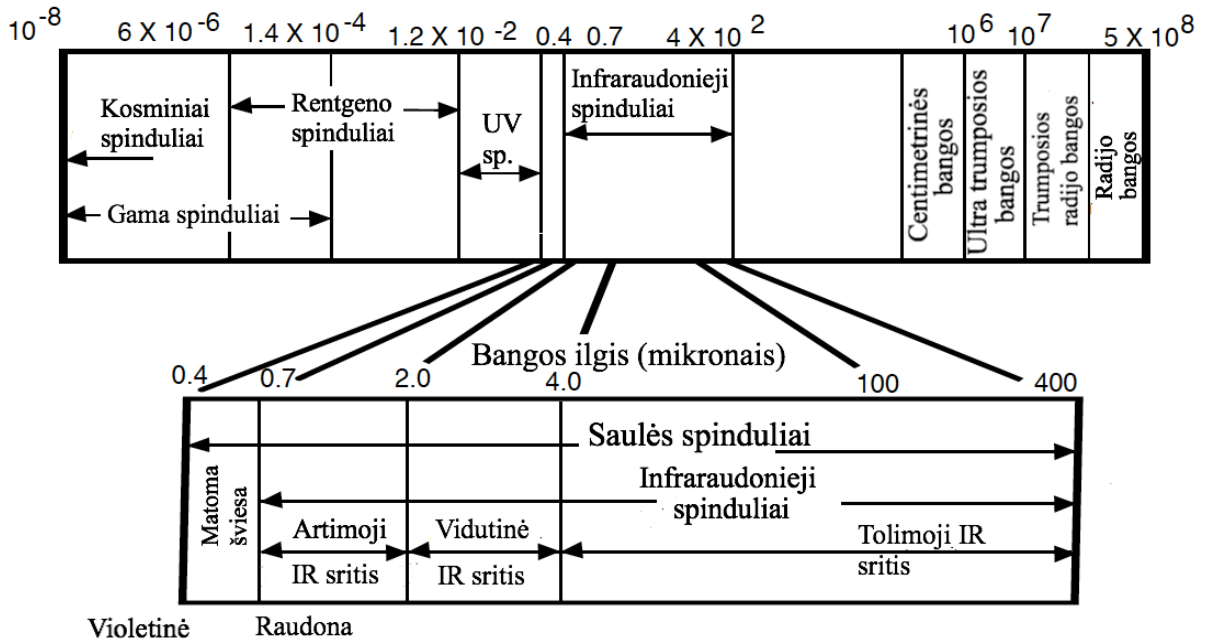 10⁻⁸ 6 X 10⁻⁶ 1.4 X 10⁻⁴ 1.2 X 10⁻² 0.4 0.7 4 X 10² 10⁶ 10⁷ 5 X 10⁸
Kosminiai
spinduliai
Gama spinduliai
Rentgeno
spinduliai
UV
sp.
Infraraudonieji
spinduliai
Centimetrinės
bangos
Ultra trumposios
bangos
Trumposios
radijo bangos
Radijo
bangos
Bangos ilgis (mikronais)
0.4 0.7 2.0 4.0 100 400
Saulės spinduliai
Infraraudonieji
spinduliai
Matoma
šviesa
Artimoji
IR sritis
Vidutinė
IR sritis
Tolimoji IR
sritis
Violetinė Raudona